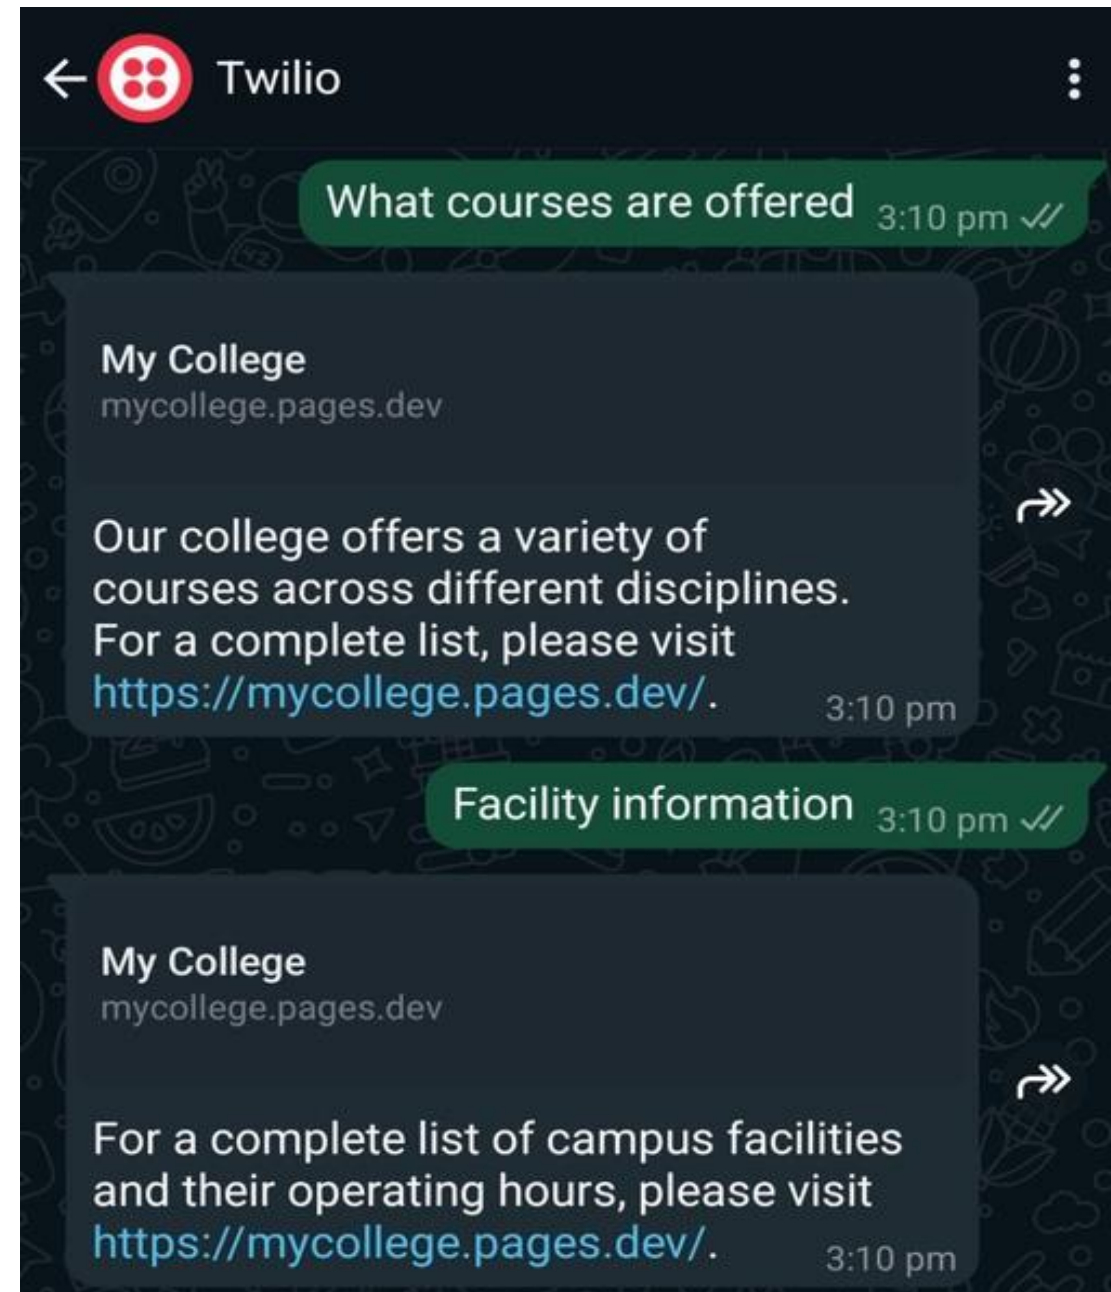 Twilio
What courses are offered 3:10 pm
My College
mycollege.pages.dev
Our college offers a variety of
courses across different disciplines.
For a complete list, please visit
https://mycollege.pages.dev/. 3:10 pm
Facility information 3:10 pm
My College
mycollege.pages.dev
For a complete list of campus facilities
and their operating hours, please visit
https://mycollege.pages.dev/. 3:10 pm